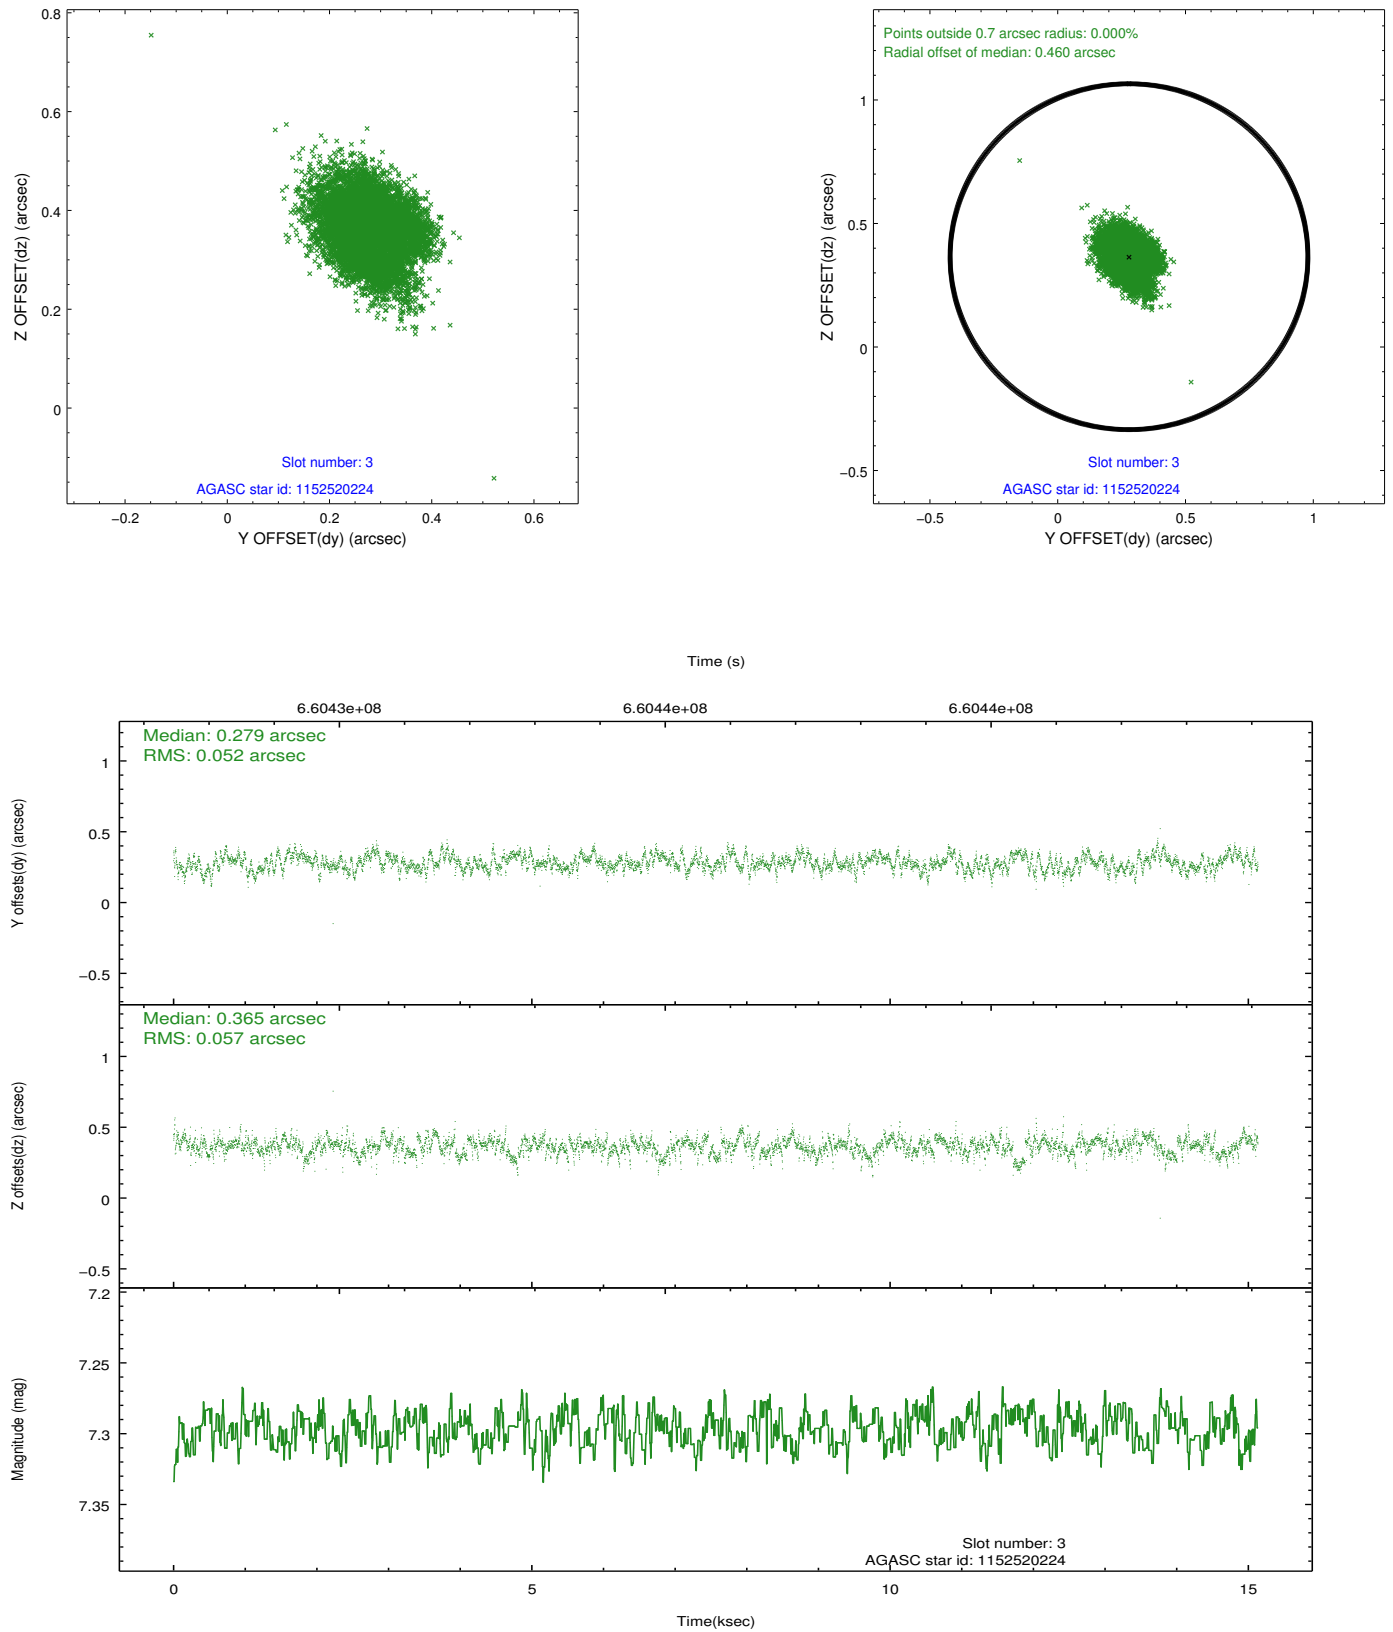 0.8
0.6
0.4
0.2
0
Z OFFSET(dz) (arcsec)
Slot number: 3
AGASC star id: 1152520224
−0.2 0 0.2 0.4 0.6
Y OFFSET(dy) (arcsec)
Points outside 0.7 arcsec radius: 0.000%
Radial offset of median: 0.460 arcsec
1
0.5
0
−0.5
Z OFFSET(dz) (arcsec)
Slot number: 3
AGASC star id: 1152520224
−0.5 0 0.5 1
Y OFFSET(dy) (arcsec)
Time (s)
6.6043e+08 6.6044e+08 6.6044e+08
Median: 0.279 arcsec
RMS: 0.052 arcsec
1
0.5
0
−0.5
Y offsets(dy) (arcsec)
Median: 0.365 arcsec
RMS: 0.057 arcsec
1
0.5
0
−0.5
Z offsets(dz) (arcsec)
7.2
7.25
7.3
7.35
Magnitude (mag)
Slot number: 3
AGASC star id: 1152520224
0 5 10 15
Time(ksec)